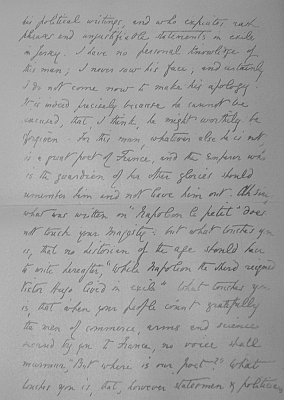 his political writings, and who expiates rash
phrases and unjustifiable statements in exile
in Jersey. I have no personal knowledge of
this man; I never saw his face; and certainly
I do not come now to make his apology.
It is indeed precisely because he cannot be
excused, that I think he might worthily be
forgiven. For this man, whatever else he is not
is a great poet of France, and the Emperor who
is the guardian of her other glories should
remember him and not leave him out. Ah sire,
what was written on "Napoleon le petit" does
not touch your Majesty; but what touches you
is, that no historian of the age should have
to write hereafter, "While Napoleon the Third reigned
Victor Hugo lived in exile." What touches you
is, that when your people count gratefully
the men of commerce, arms and science
secured by you to France, no voice shall
murmur, "But where is our poet?" What
touches you is, that, however statesmen & politicians